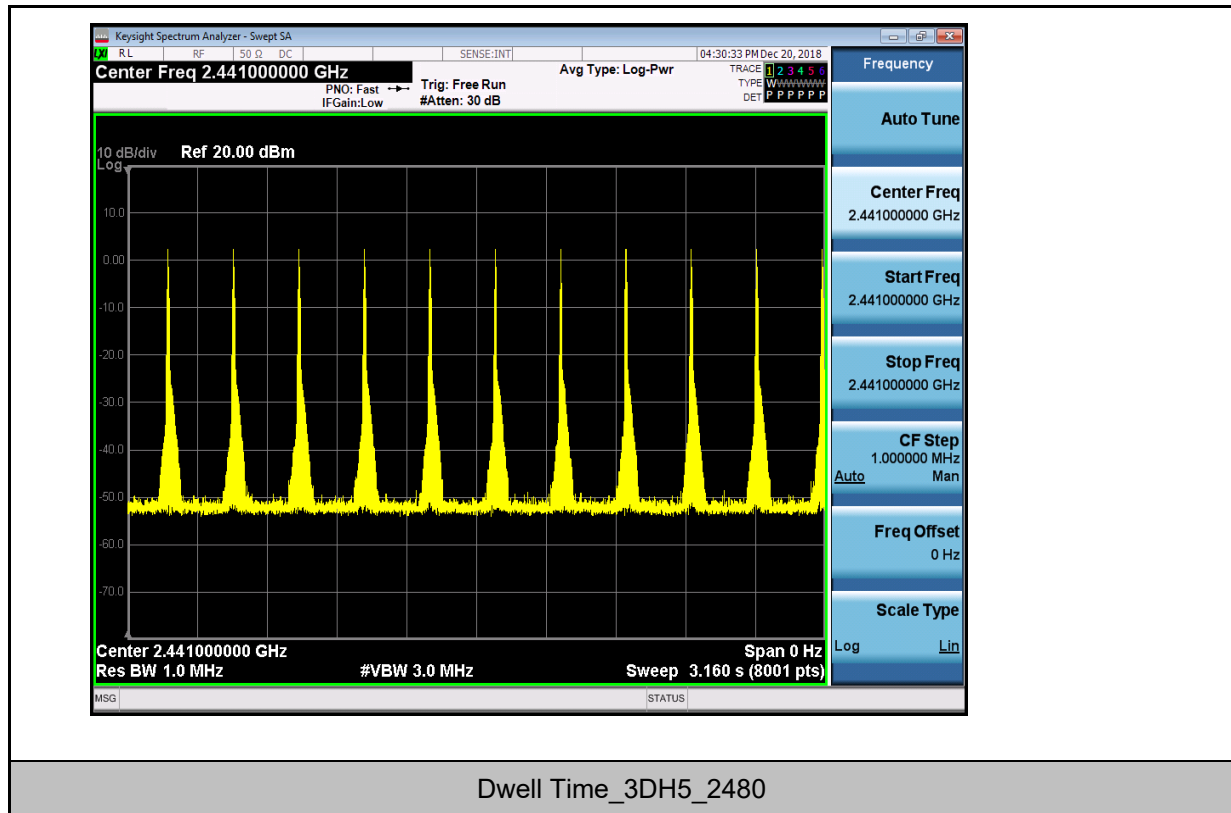 Keysight Spectrum Analyzer - Swept SA
LXI RL RF 50 Ω DC SENSE:INT 04:30:33 PM Dec 20, 2018
Center Freq 2.441000000 GHz
PNO: Fast
IFGain:Low
Trig: Free Run
#Atten: 30 dB
Avg Type: Log-Pwr
TRACE 1 2 3 4 5 6
TYPE WWWWWW
DET P P P P P P
10 dB/div Ref 20.00 dBm
Log
10.0
0.00
-10.0
-20.0
-30.0
-40.0
-50.0
-60.0
-70.0
Center 2.441000000 GHz Span 0 Hz
Res BW 1.0 MHz #VBW 3.0 MHz Sweep 3.160 s (8001 pts)
MSG STATUS
Frequency
Auto Tune
Center Freq
2.441000000 GHz
Start Freq
2.441000000 GHz
Stop Freq
2.441000000 GHz
CF Step
1.000000 MHz
Auto Man
Freq Offset
0 Hz
Scale Type
Log Lin
Dwell Time_3DH5_2480